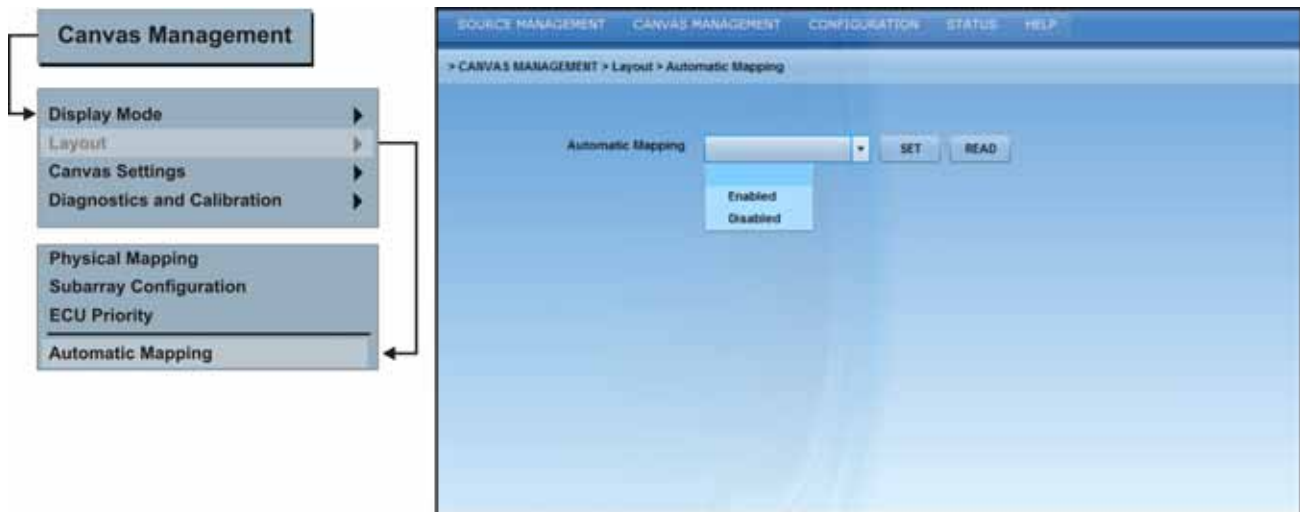 Canvas Management
Display Mode
Layout
Canvas Settings
Diagnostics and Calibration
Physical Mapping
Subarray Configuration
ECU Priority
Automatic Mapping
SOURCE MANAGEMENT CANVAS MANAGEMENT CONFIGURATION STATUS HELP
> CANVAS MANAGEMENT > Layout > Automatic Mapping
Automatic Mapping SET READ
Enabled
Disabled